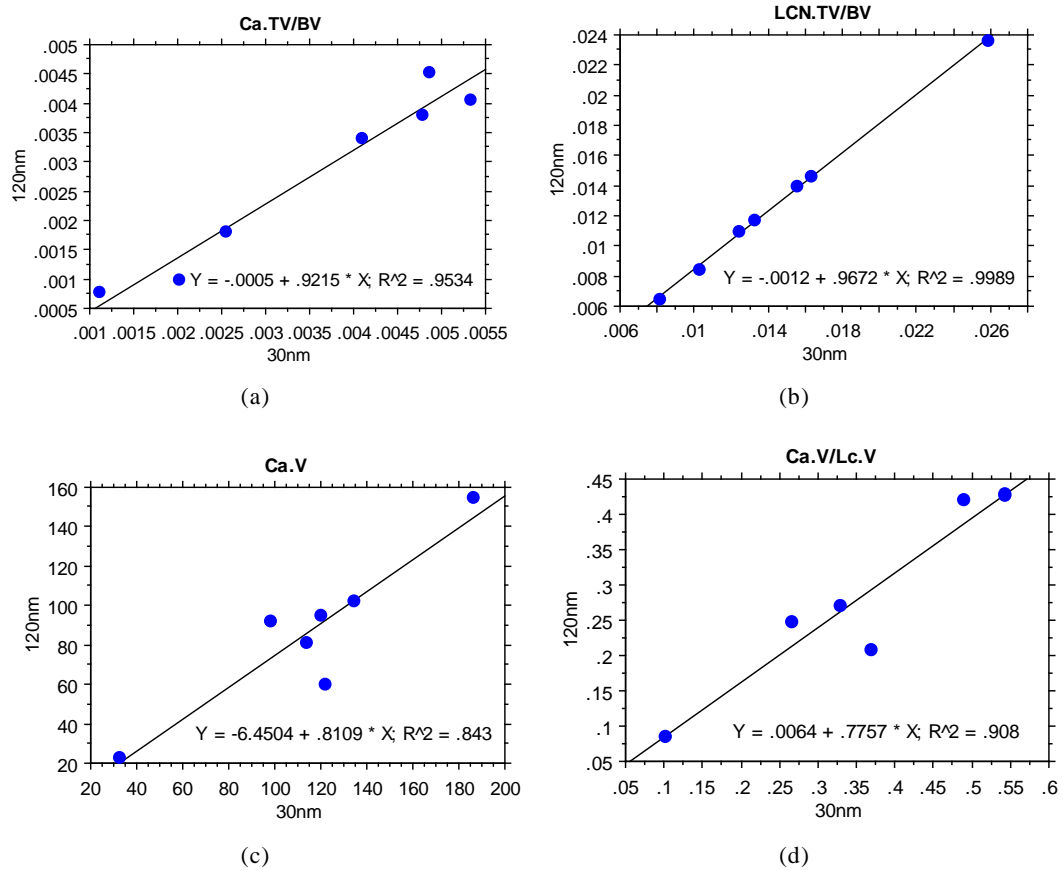 Ca.TV/BV
.005
.0045
.004
.0035
.003
.0025
.002
.0015
.001
.0005
120nm
Y = -.0005 + .9215 * X; R^2 = .9534
.001 .0015 .002 .0025 .003 .0035 .004 .0045 .005 .0055
30nm
(a)
LCN.TV/BV
.024
.022
.02
.018
.016
.014
.012
.01
.008
.006
120nm
Y = -.0012 + .9672 * X; R^2 = .9989
.006 .01 .014 .018 .022 .026
30nm
(b)
Ca.V
160
140
120
100
80
60
40
20
120nm
Y = -6.4504 + .8109 * X; R^2 = .843
20 40 60 80 100 120 140 160 180 200
30nm
(c)
Ca.V/Lc.V
.45
.4
.35
.3
.25
.2
.15
.1
.05
120nm
Y = .0064 + .7757 * X; R^2 = .908
.05 .1 .15 .2 .25 .3 .35 .4 .45 .5 .55 .6
30nm
(d)